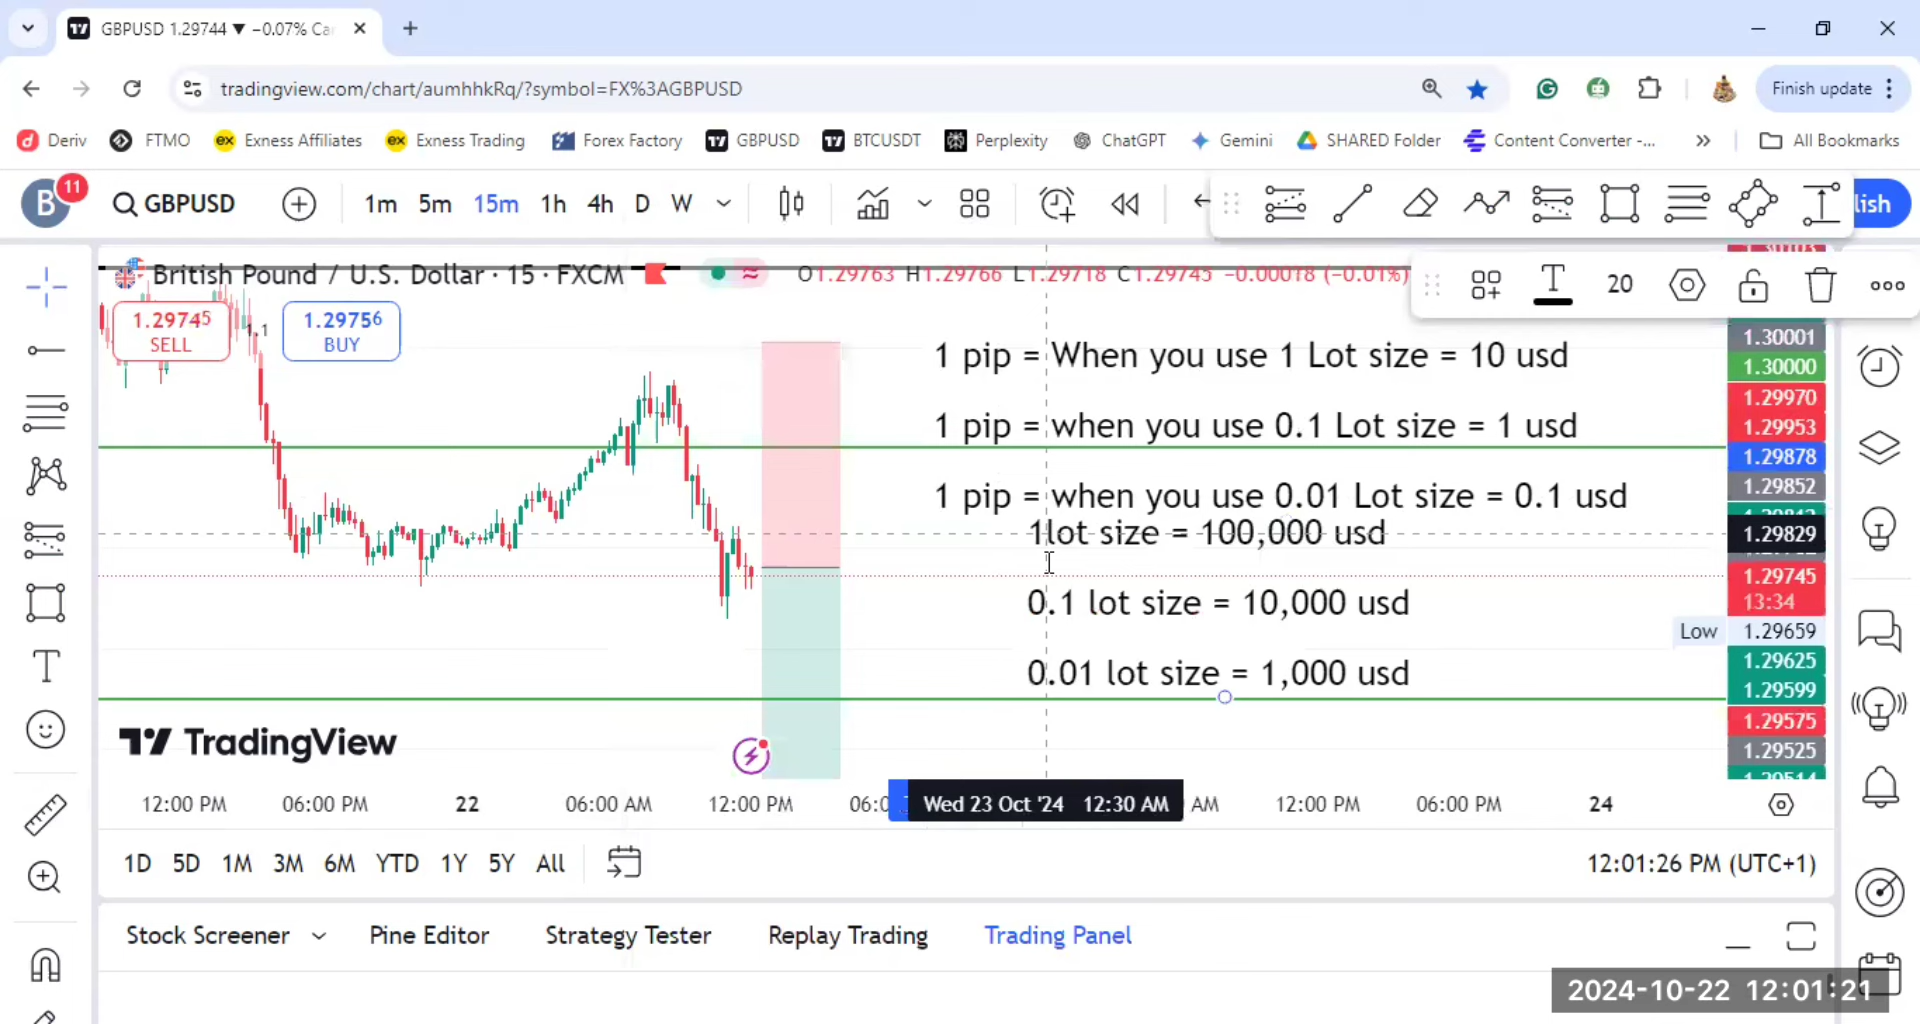 GBPUSD 1.29744 ▼ −0.07% Ca
tradingview.com/chart/aumhhkRq/?symbol=FX%3AGBPUSD
Finish update
Deriv
FTMO
Exness Affiliates
Exness Trading
Forex Factory
GBPUSD
BTCUSDT
Perplexity
ChatGPT
Gemini
SHARED Folder
Content Converter -...
All Bookmarks
B
11
GBPUSD
1m 5m 15m 1h 4h D W
lish
British Pound / U.S. Dollar · 15 · FXCM
O1.29763 H1.29766 L1.29718 C1.29745 −0.00018 (−0.01%)
T
20
1.29745
SELL
1.1
1.29756
BUY
1 pip = When you use 1 Lot size = 10 usd
1 pip = when you use 0.1 Lot size = 1 usd
1 pip = when you use 0.01 Lot size = 0.1 usd
1lot size = 100,000 usd
0.1 lot size = 10,000 usd
0.01 lot size = 1,000 usd
1.30001
1.30000
1.29970
1.29953
1.29878
1.29852
1.29829
1.29745
13:34
Low 1.29659
1.29625
1.29599
1.29575
1.29525
1.29514
TradingView
12:00 PM 06:00 PM 22 06:00 AM 12:00 PM 06:0 Wed 23 Oct '24 12:30 AM AM 12:00 PM 06:00 PM 24
1D 5D 1M 3M 6M YTD 1Y 5Y All
12:01:26 PM (UTC+1)
Stock Screener
Pine Editor
Strategy Tester
Replay Trading
Trading Panel
2024-10-22 12:01:21